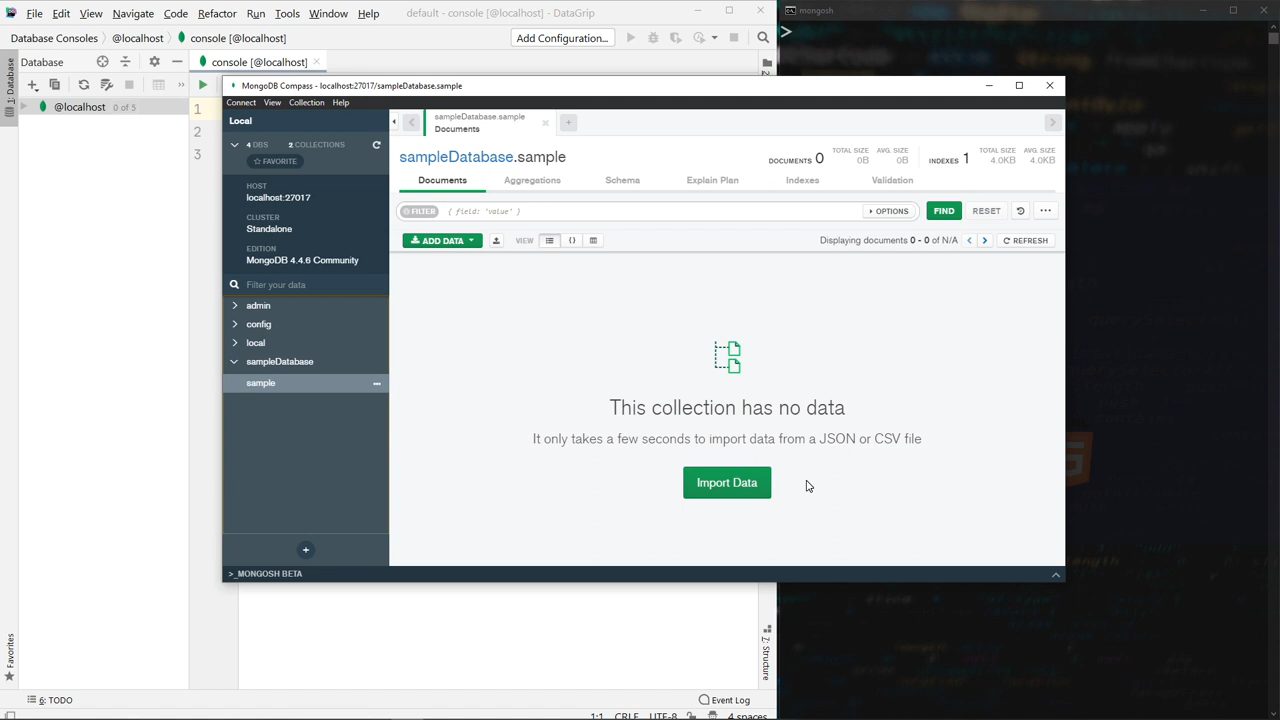 File Edit View Navigate Code Refactor Run Tools Window Help default - console [@localhost] - DataGrip
mongosh
>
Database Consoles @localhost console [@localhost] Add Configuration...
Database
console [@localhost]
1: Database
@localhost 0 of 5
1
2
3
MongoDB Compass - localhost:27017/sampleDatabase.sample
Connect View Collection Help
Local
4 DBS 2 COLLECTIONS
FAVORITE
HOST
localhost:27017
CLUSTER
Standalone
EDITION
MongoDB 4.4.6 Community
Filter your data
admin
config
local
sampleDatabase
sample
>_MONGOSH BETA
sampleDatabase.sample
Documents
sampleDatabase.sample
DOCUMENTS 0 TOTAL SIZE 0B AVG. SIZE 0B INDEXES 1 TOTAL SIZE 4.0KB AVG. SIZE 4.0KB
Documents Aggregations Schema Explain Plan Indexes Validation
FILTER { field: 'value' } OPTIONS FIND RESET
ADD DATA VIEW {} Displaying documents 0 - 0 of N/A REFRESH
This collection has no data
It only takes a few seconds to import data from a JSON or CSV file
Import Data
Favorites
Z: Structure
6: TODO
Event Log
1:1 CRLF UTF-8 4 spaces